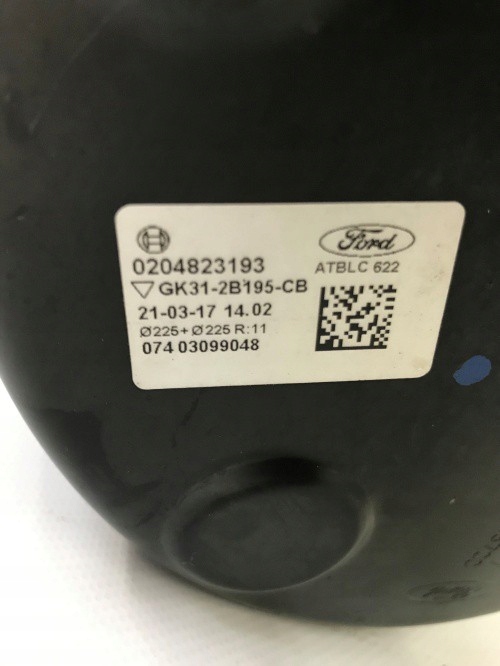 Ford
0204823193
ATBLC 622
▽ GK31-2B195-CB
21-03-17 14.02
Ø225+Ø225 R:11
074 03099048